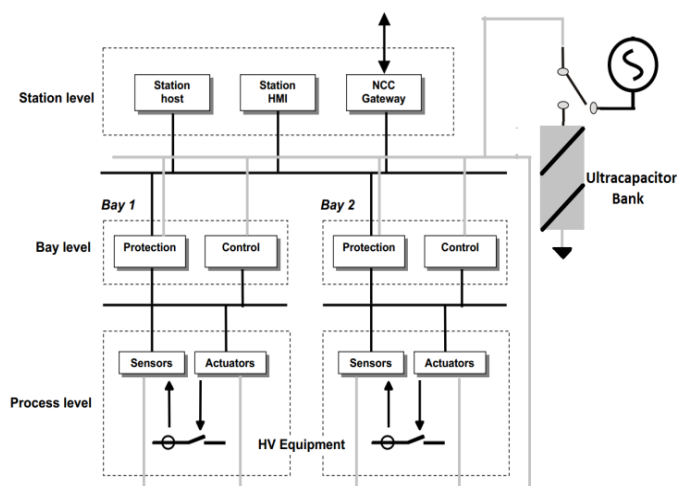 Station level
Station
host
Station
HMI
NCC
Gateway
Ultracapacitor
Bank
Bay 1
Bay 2
Bay level
Protection
Control
Protection
Control
Sensors
Actuators
Sensors
Actuators
Process level
HV Equipment